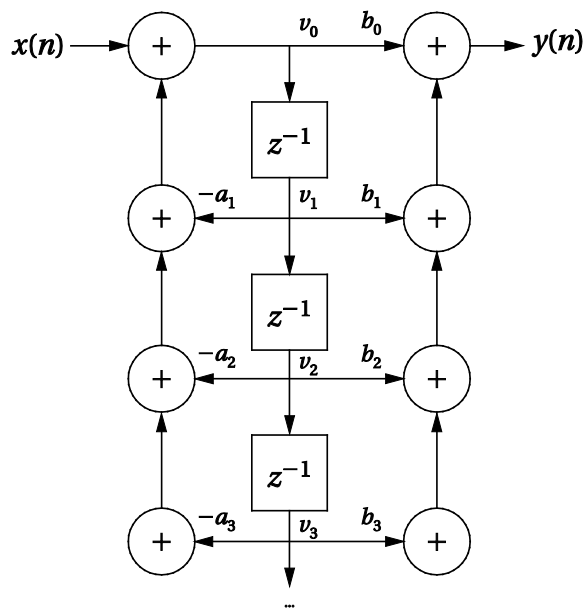 x(n) + v₀ b₀ + y(n)
z⁻¹
+ −a₁ v₁ b₁ +
z⁻¹
+ −a₂ v₂ b₂ +
z⁻¹
+ −a₃ v₃ b₃ +
...